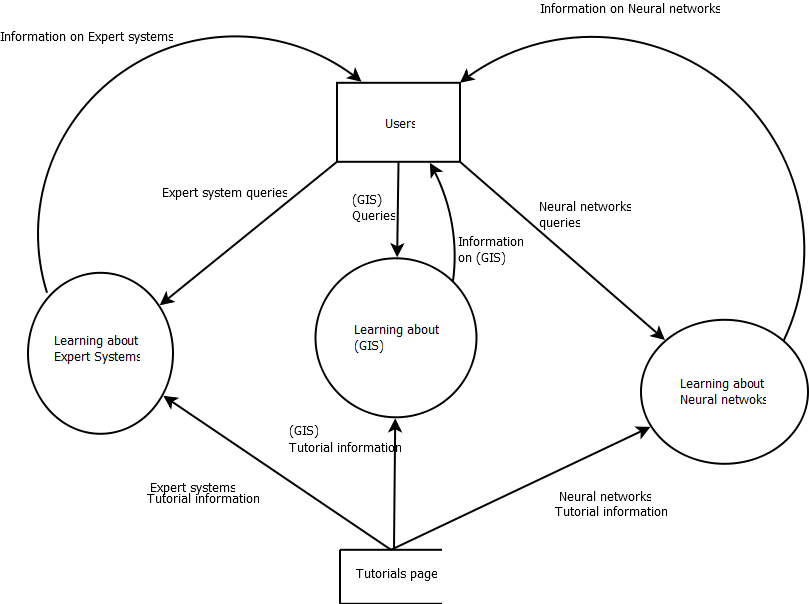 Information on Neural networks
Information on Expert systems
Users
Expert system queries
(GIS)
Queries
Neural networks
queries
Information
on (GIS)
Learning about
Expert Systems
Learning about
(GIS)
Learning about
Neural netwoks
(GIS)
Tutorial information
Expert systems
Tutorial information
Neural networks
Tutorial information
Tutorials page